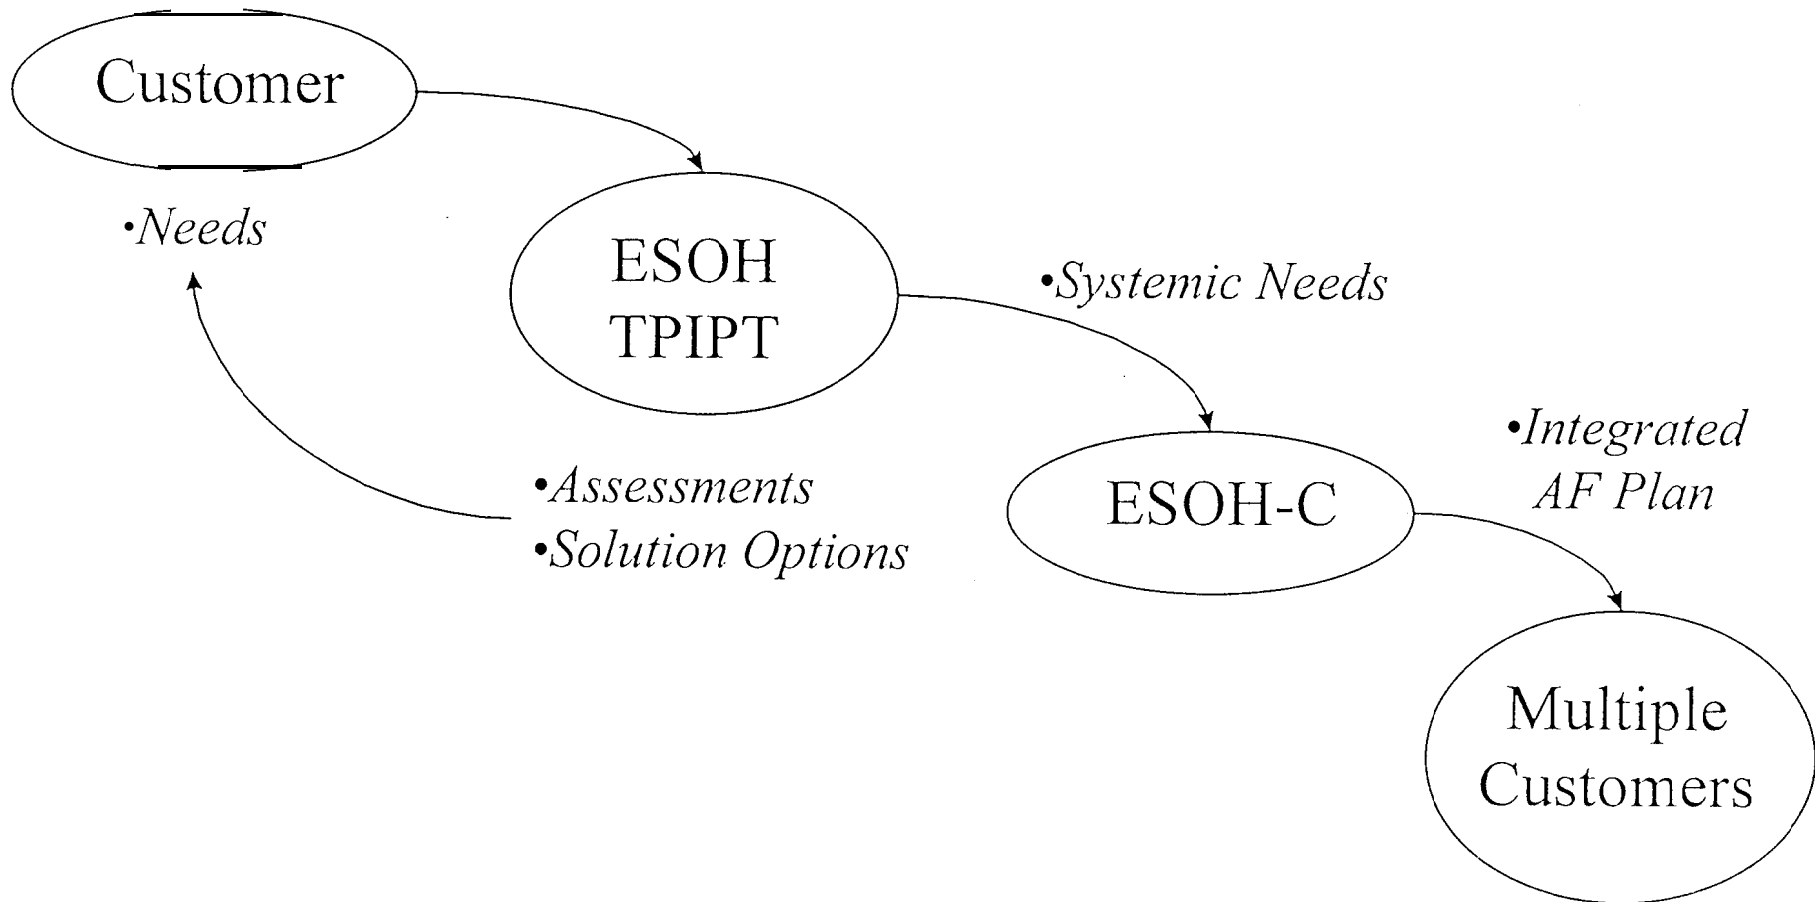 Customer
•Needs
ESOH
TPIPT
•Systemic Needs
•Assessments
•Solution Options
ESOH-C
•Integrated
AF Plan
Multiple
Customers